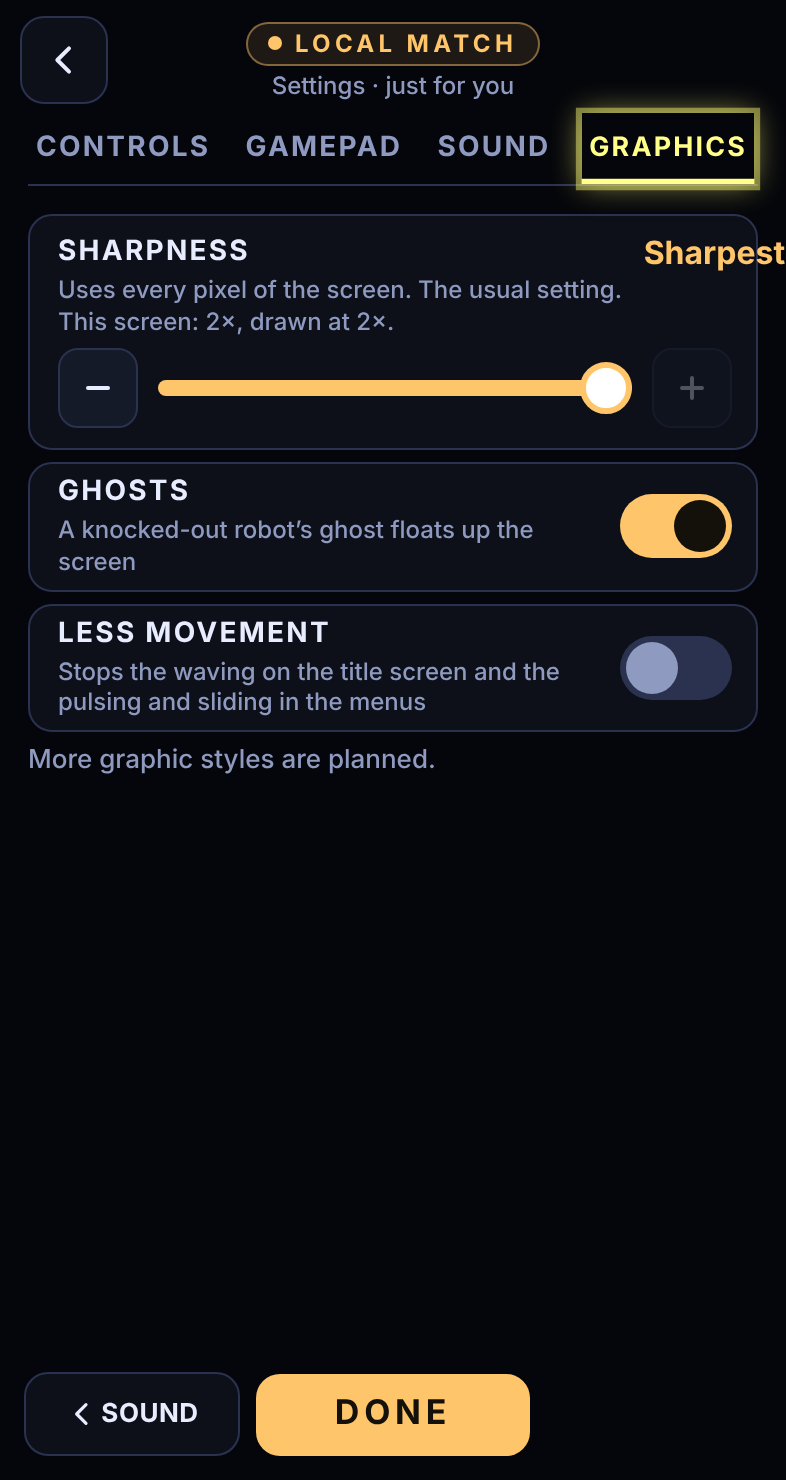 LOCAL MATCH
Settings · just for you
CONTROLS GAMEPAD SOUND GRAPHICS
SHARPNESS
Sharpest
Uses every pixel of the screen. The usual setting.
This screen: 2×, drawn at 2×.
GHOSTS
A knocked-out robot’s ghost floats up the
screen
LESS MOVEMENT
Stops the waving on the title screen and the
pulsing and sliding in the menus
More graphic styles are planned.
SOUND
DONE